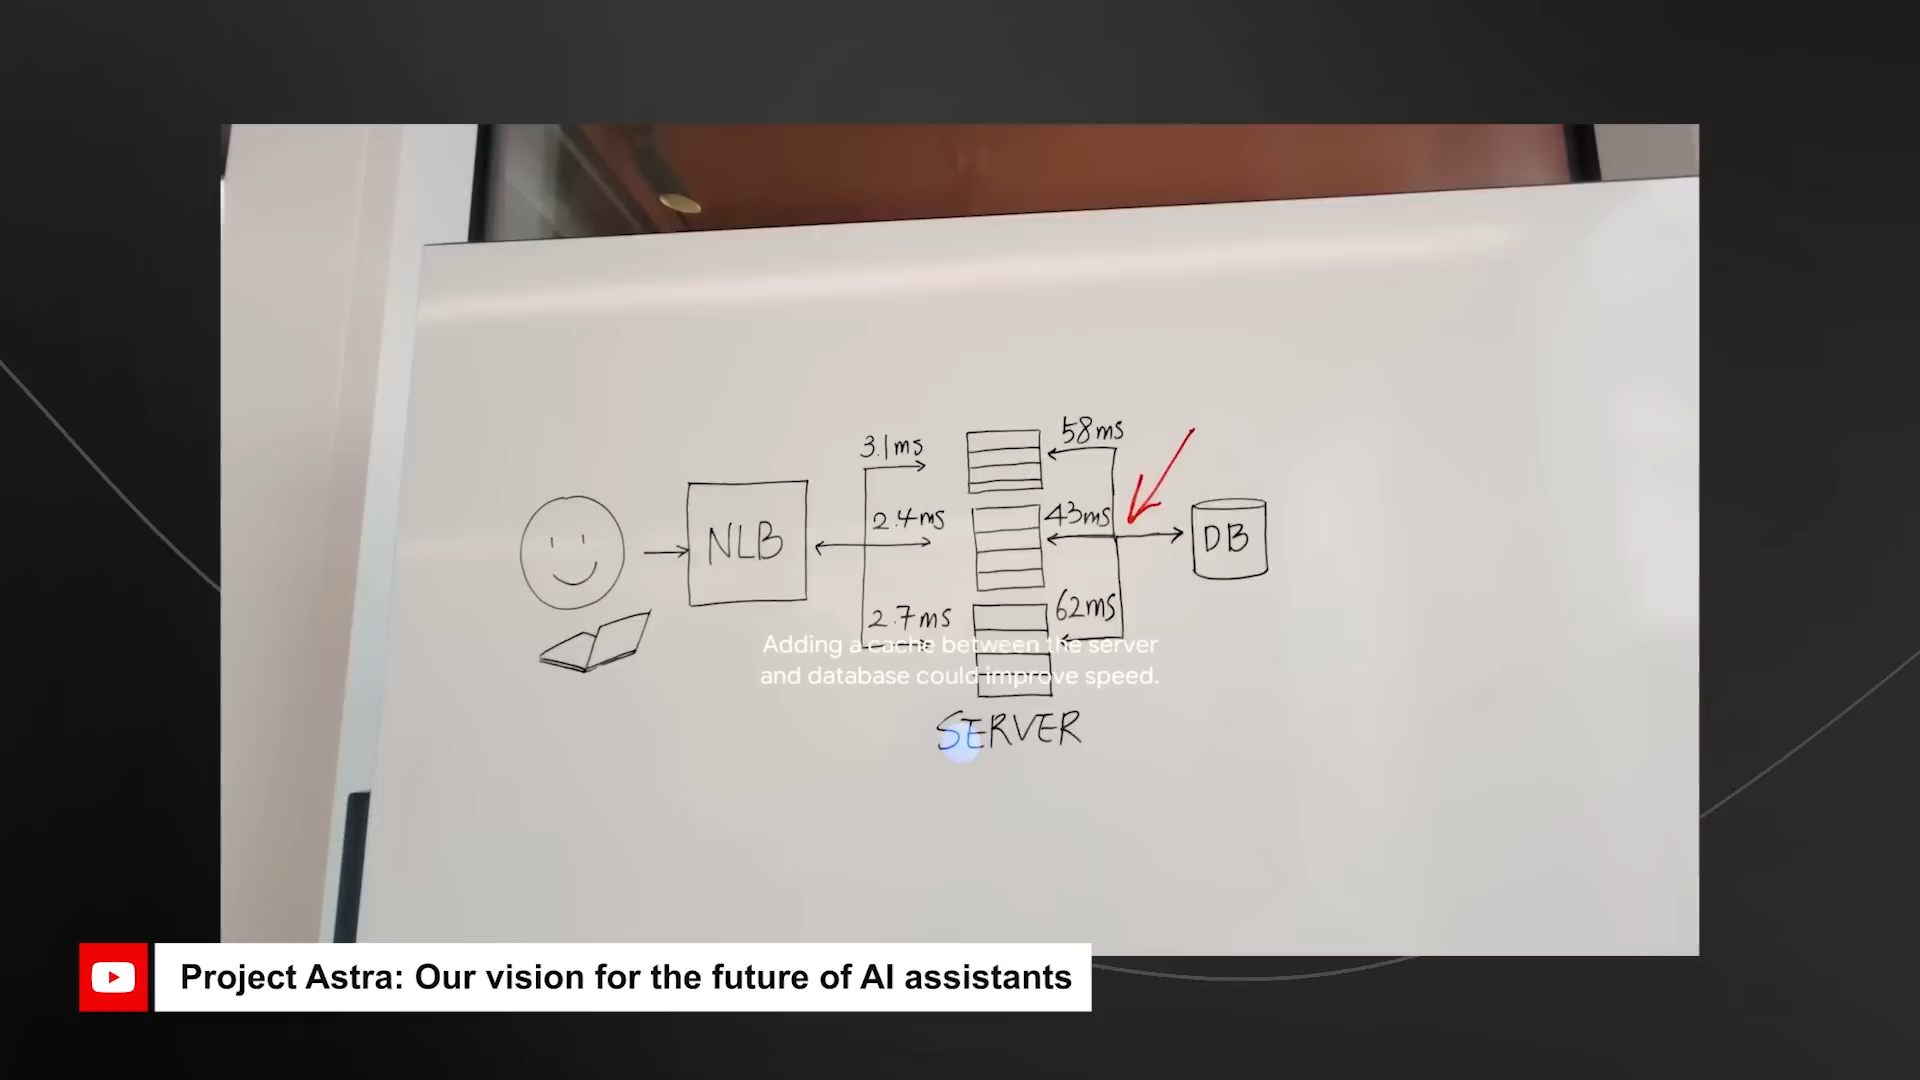 3.1ms
58ms
NLB
2.4ms
43ms
DB
2.7ms
62ms
Adding a cache between the server
and database could improve speed.
SERVER
Project Astra: Our vision for the future of AI assistants